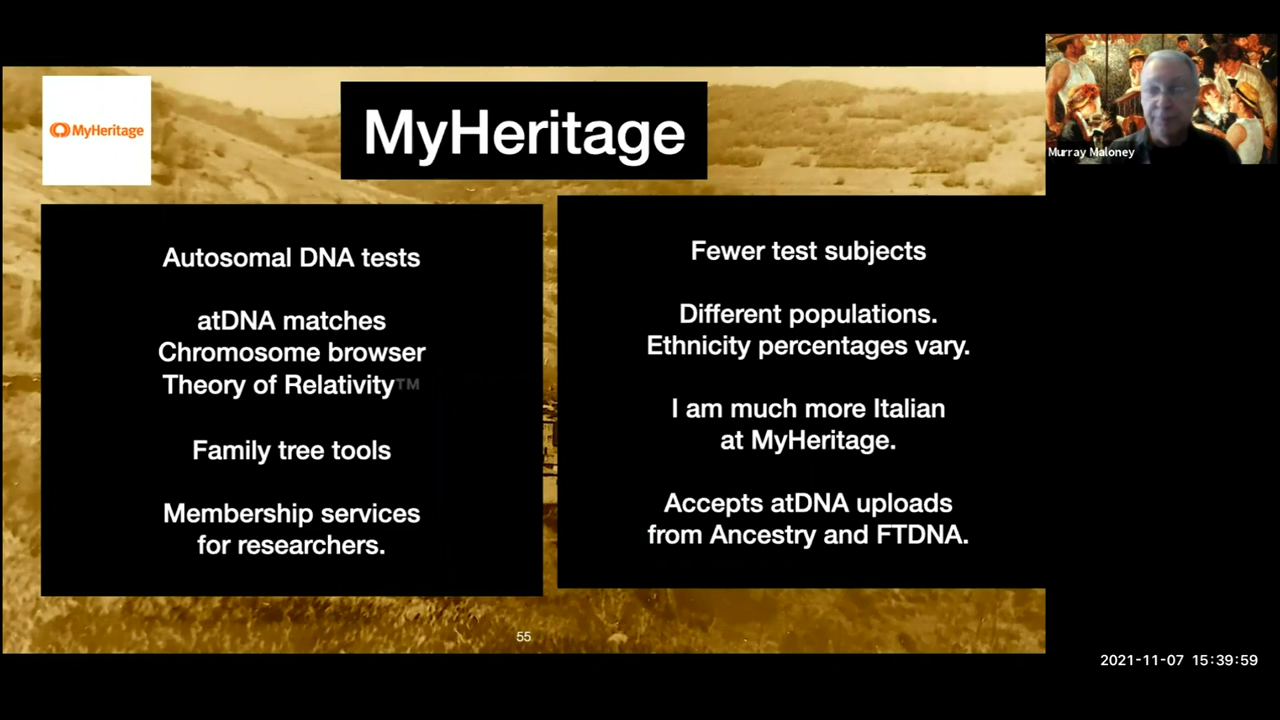 MyHeritage
MyHeritage
Autosomal DNA tests
atDNA matches
Chromosome browser
Theory of Relativity™
Family tree tools
Membership services
for researchers.
Fewer test subjects
Different populations.
Ethnicity percentages vary.
I am much more Italian
at MyHeritage.
Accepts atDNA uploads
from Ancestry and FTDNA.
55
Murray Maloney
2021-11-07 15:39:59